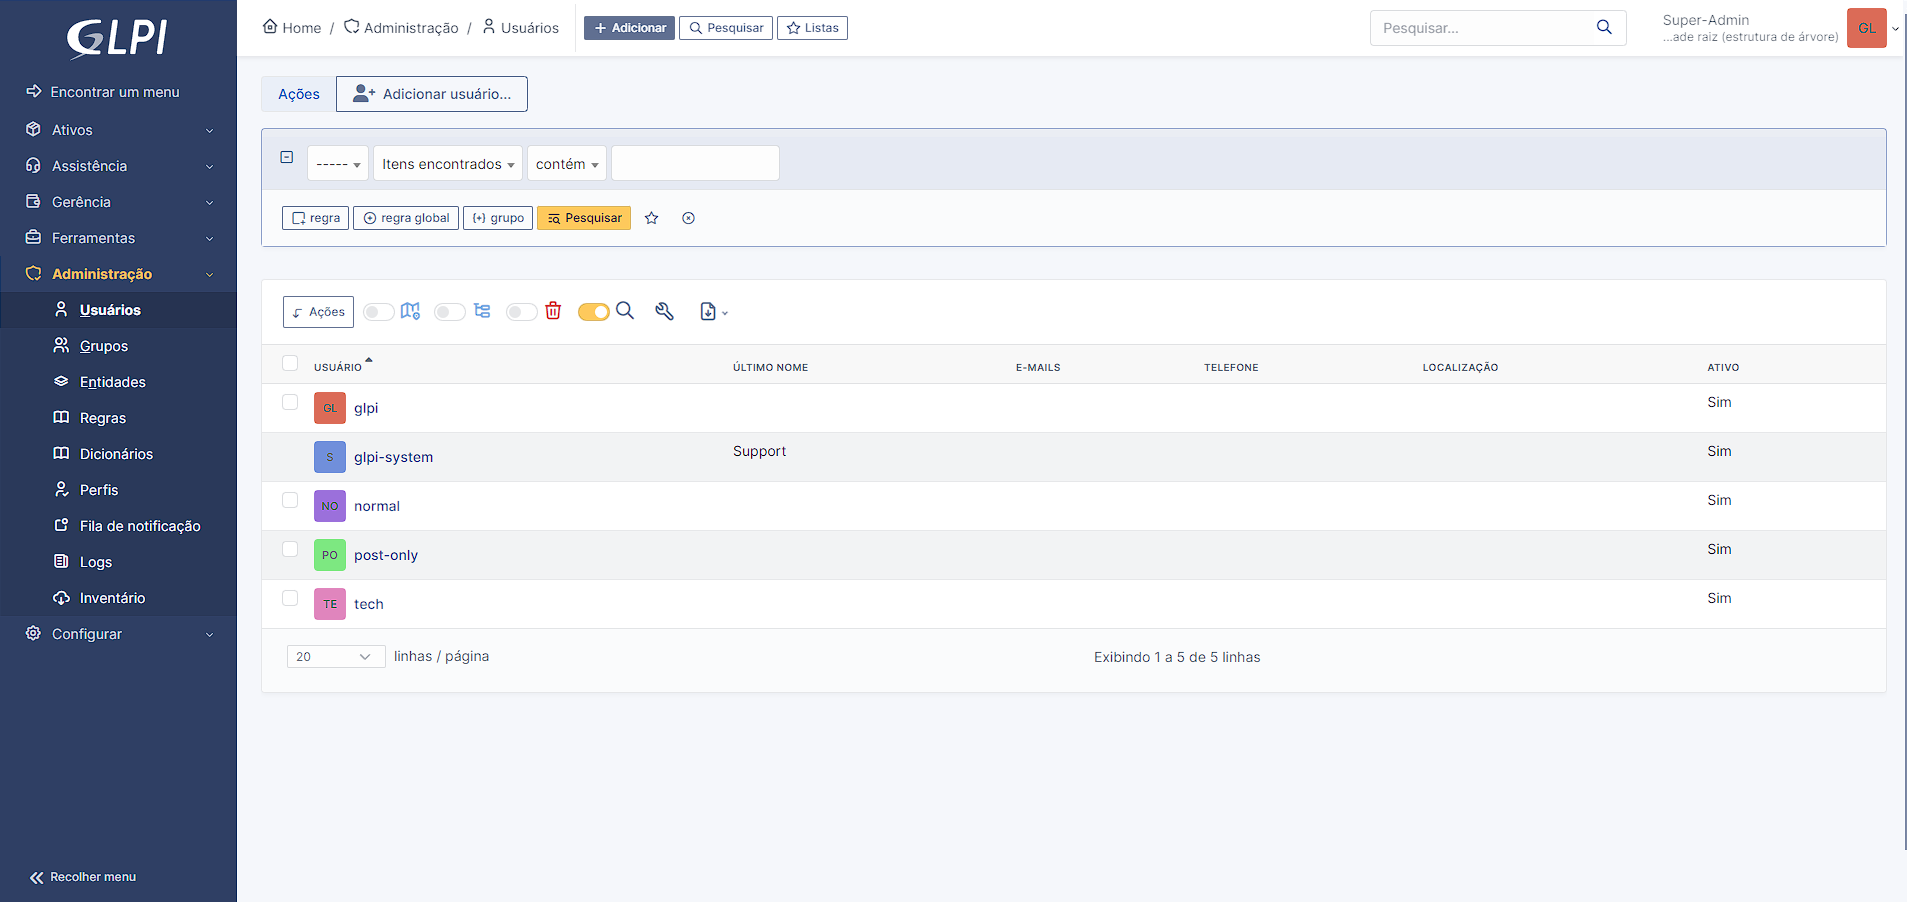 GLPI
Encontrar um menu
Ativos
Assistência
Gerência
Ferramentas
Administração
Usuários
Grupos
Entidades
Regras
Dicionários
Perfis
Fila de notificação
Logs
Inventário
Configurar
Recolher menu
Home / Administração / Usuários
Adicionar
Pesquisar
Listas
Pesquisar...
Super-Admin
...ade raiz (estrutura de árvore)
GL
Ações
Adicionar usuário...
-----
Itens encontrados
contém
regra
regra global
grupo
Pesquisar
Ações
USUÁRIO ÚLTIMO NOME E-MAILS TELEFONE LOCALIZAÇÃO ATIVO
GL glpi Sim
S glpi-system Support Sim
NO normal Sim
PO post-only Sim
TE tech Sim
20 linhas / página
Exibindo 1 a 5 de 5 linhas